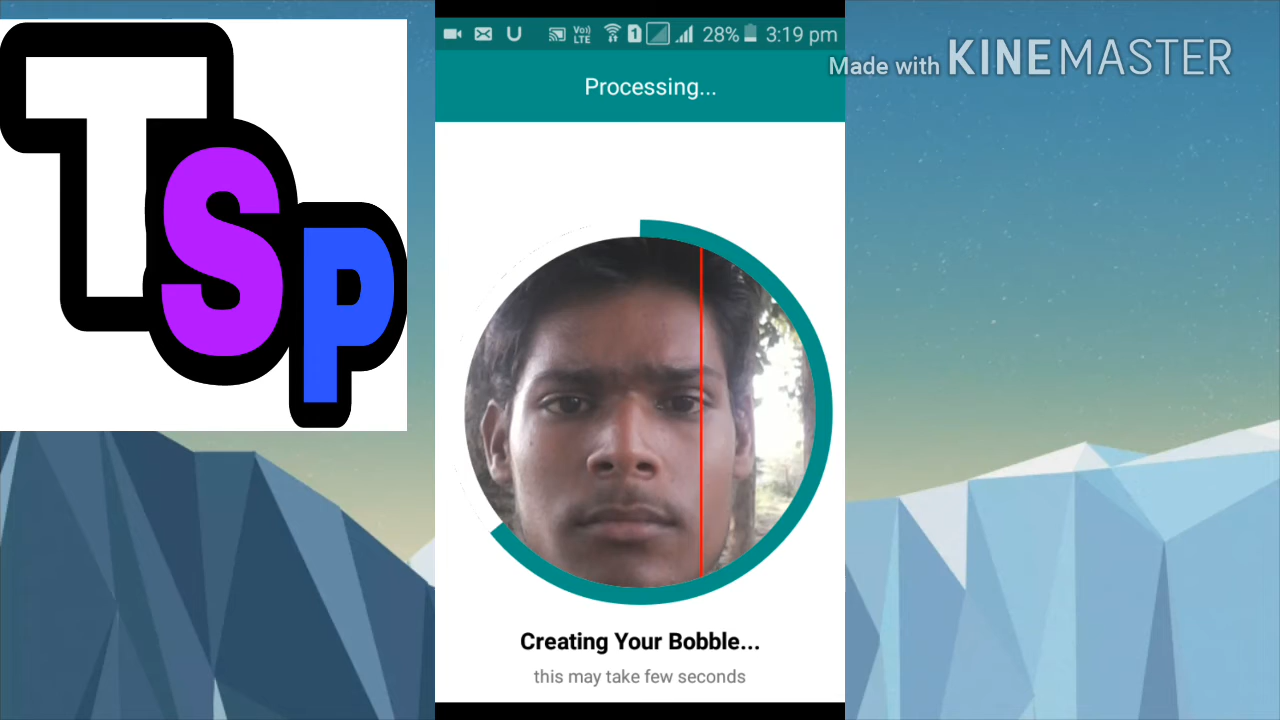 TSp
28% 3:19 pm
Made with KINEMASTER
Processing...
Creating Your Bobble...
this may take few seconds